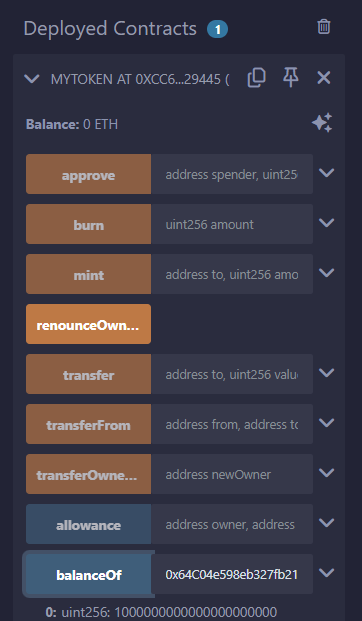 Deployed Contracts 1
MYTOKEN AT 0XCC6...29445 (
Balance: 0 ETH
approve address spender, uint25
burn uint256 amount
mint address to, uint256 amo
renounceOwn...
transfer address to, uint256 valu
transferFrom address from, address to
transferOwne... address newOwner
allowance address owner, address
balanceOf 0x64C04e598eb327fb21
0: uint256: 1000000000000000000000